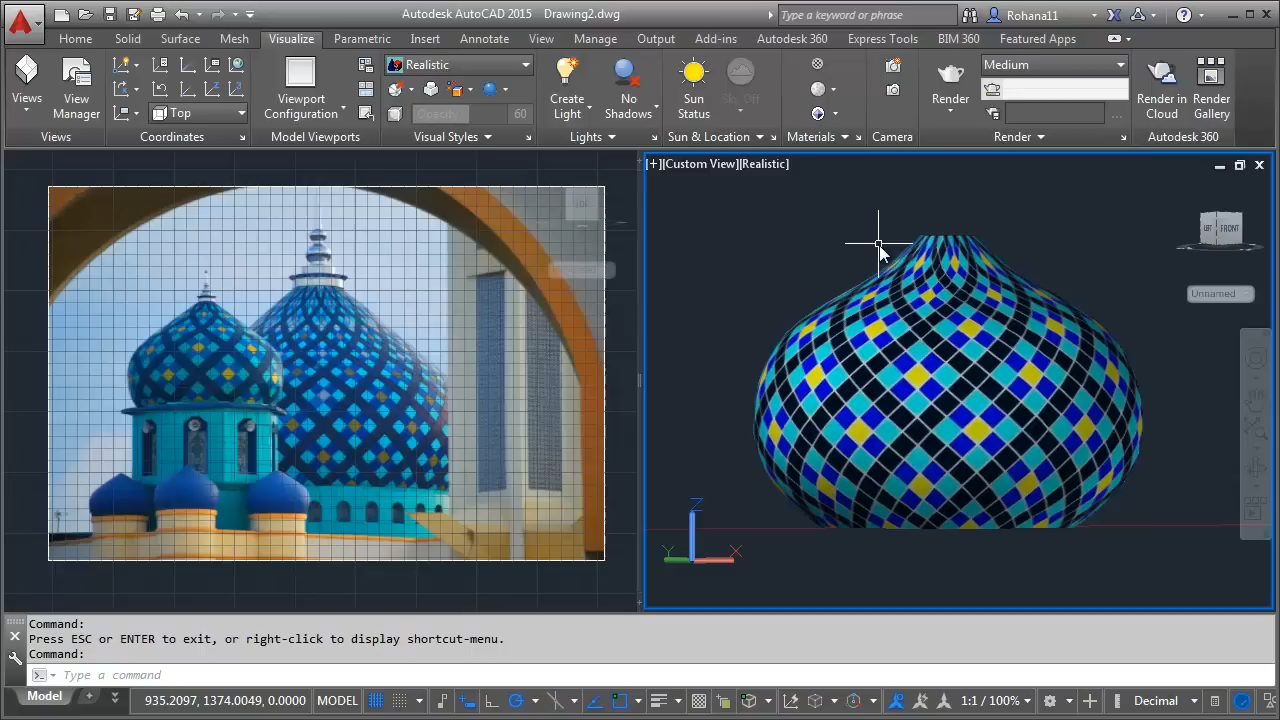 Autodesk AutoCAD 2015 Drawing2.dwg
Type a keyword or phrase
Rohana11
Home Solid Surface Mesh Visualize Parametric Insert Annotate View Manage Output Add-ins Autodesk 360 Express Tools BIM 360 Featured Apps
Views
View Manager
Top
Viewport Configuration
Realistic
Opacity 60
Create Light
No Shadows
Sun Status
Sky Off
Render
Medium
Render in Cloud
Render Gallery
Views Coordinates Model Viewports Visual Styles Lights Sun & Location Materials Camera Render Autodesk 360
[+][Custom View][Realistic]
FRONT
Unnamed
Z
Y
X
Command:
Press ESC or ENTER to exit, or right-click to display shortcut-menu.
Command:
Type a command
Model
935.2097, 1374.0049, 0.0000 MODEL
1:1 / 100%
Decimal